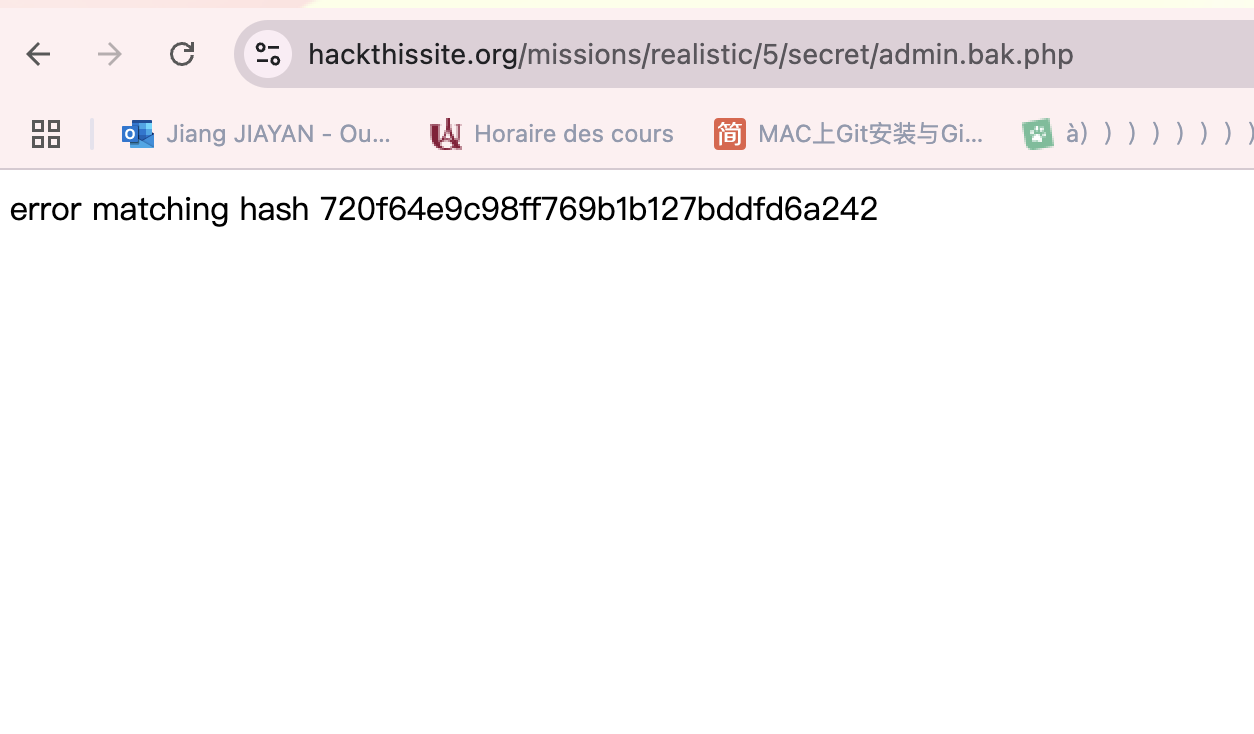 hackthissite.org/missions/realistic/5/secret/admin.bak.php
Jiang JIAYAN - Ou... Horaire des cours 简 MAC上Git安装与Gi... à) ) ) ) ) ) ) )
error matching hash 720f64e9c98ff769b1b127bddfd6a242